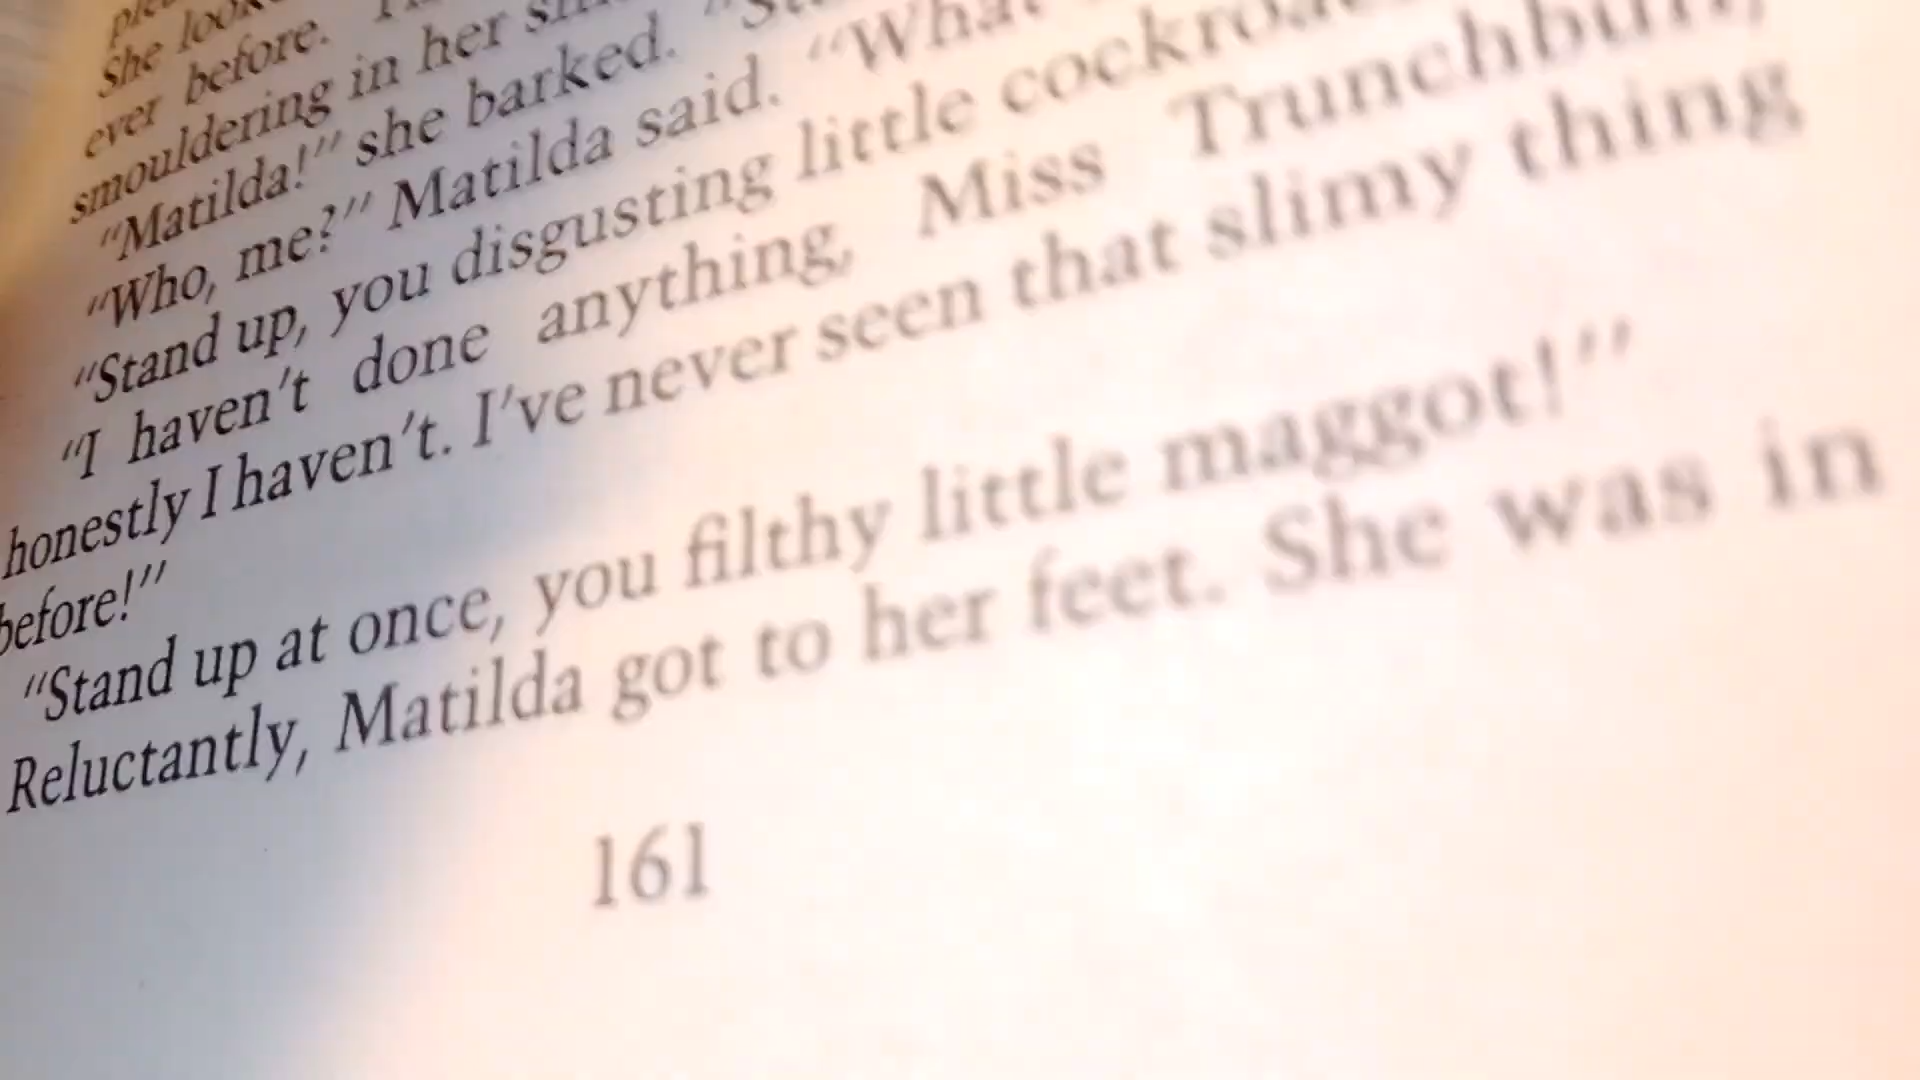 She
ever before.
smouldering in her
"Matilda!" she barked.
"Who, me?" Matilda said. "What
"Stand up, you disgusting little
"I haven't done anything, Miss Trunchbull,
honestly I haven't. I've never seen that slimy thing
before!"
"Stand up at once, you filthy little maggot!"
Reluctantly, Matilda got to her feet. She was in
161